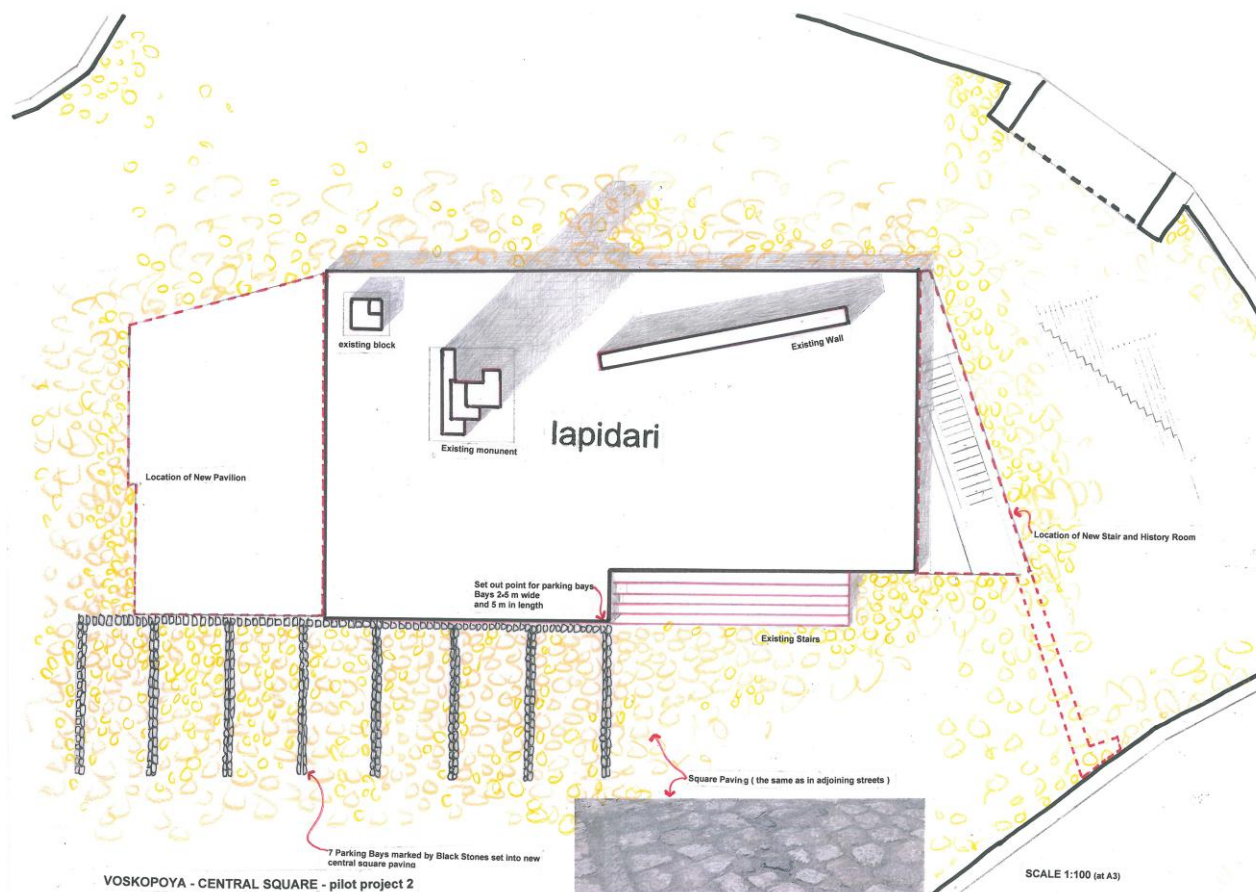 existing block
Existing Wall
Existing monument
lapidari
Location of New Pavilion
Location of New Stair and History Room
Set out point for parking bays
Bays 2.5 m wide
and 5 m in length
Existing Stairs
Square Paving ( the same as in adjoining streets )
7 Parking Bays marked by Black Stones set into new
central square paving
VOSKOPOYA - CENTRAL SQUARE - pilot project 2
SCALE 1:100 (at A3)